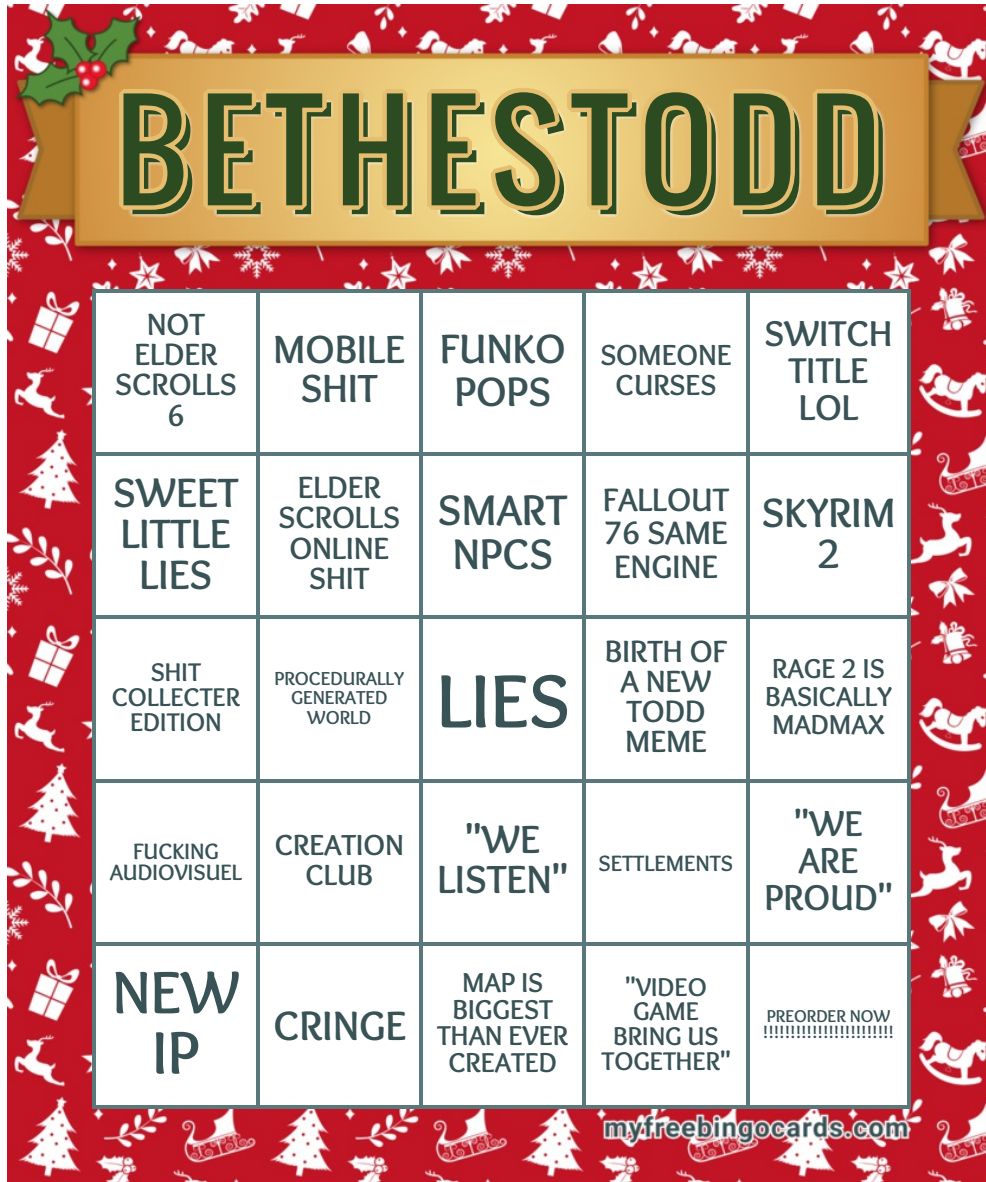 BETHESTODD
NOT
ELDER
SCROLLS
6
MOBILE
SHIT
FUNKO
POPS
SOMEONE
CURSES
SWITCH
TITLE
LOL
SWEET
LITTLE
LIES
ELDER
SCROLLS
ONLINE
SHIT
SMART
NPCS
FALLOUT
76 SAME
ENGINE
SKYRIM
2
SHIT
COLLECTER
EDITION
PROCEDURALLY
GENERATED
WORLD
LIES
BIRTH OF
A NEW
TODD
MEME
RAGE 2 IS
BASICALLY
MADMAX
FUCKING
AUDIOVISUEL
CREATION
CLUB
"WE
LISTEN"
SETTLEMENTS
"WE
ARE
PROUD"
NEW
IP
CRINGE
MAP IS
BIGGEST
THAN EVER
CREATED
"VIDEO
GAME
BRING US
TOGETHER"
PREORDER NOW
!!!!!!!!!!!!!!!!!!!!!!!!
myfreebingocards.com